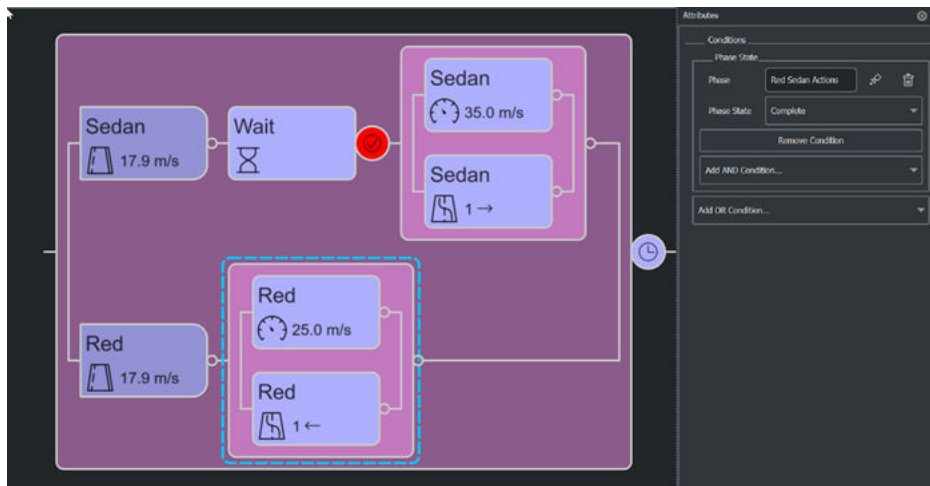 Sedan
17.9 m/s
Wait
Sedan
35.0 m/s
Sedan
1 →
Red
17.9 m/s
Red
25.0 m/s
Red
1 ←
Attributes
Conditions
Phase State
Phase Red Sedan Actions
Phase State Complete
Remove Condition
Add AND Condition...
Add OR Condition...